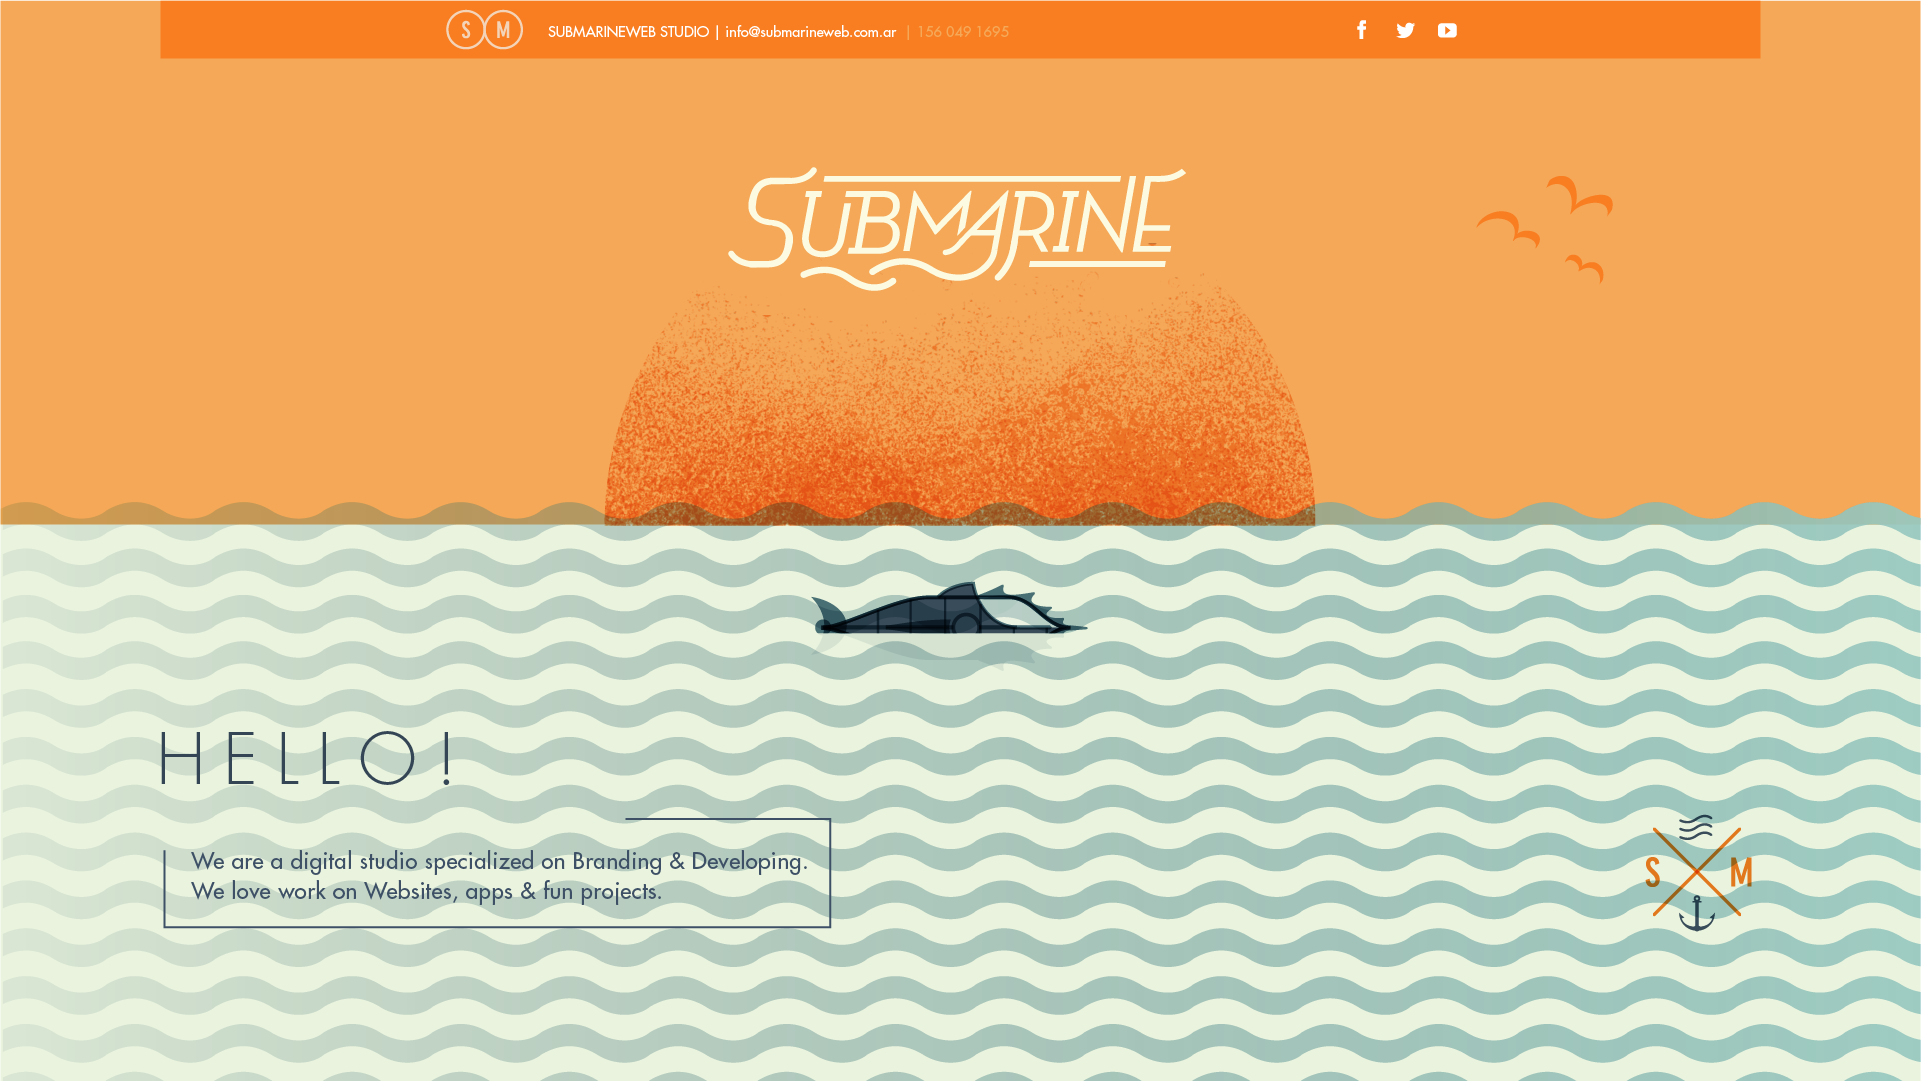 S M
SUBMARINEWEB STUDIO | info@submarineweb.com.ar | 156 049 1695
SUBMARINE
HELLO!
We are a digital studio specialized on Branding & Developing.
We love work on Websites, apps & fun projects.
S M